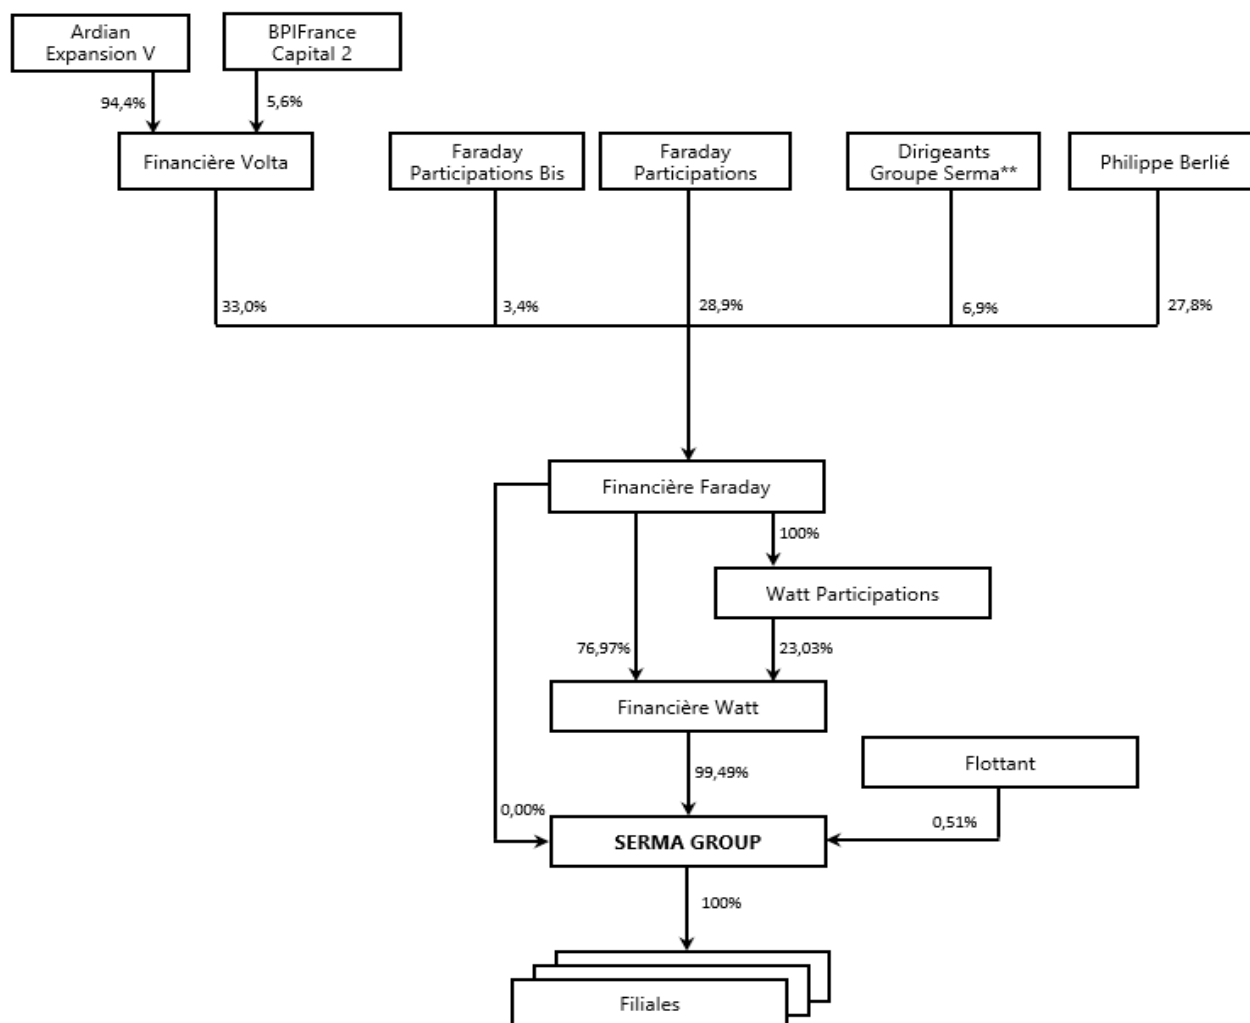 Ardian
Expansion V
BPIFrance
Capital 2
94,4%
5,6%
Financière Volta
Faraday
Participations Bis
Faraday
Participations
Dirigeants
Groupe Serma**
Philippe Berlié
33,0%
3,4%
28,9%
6,9%
27,8%
Financière Faraday
100%
Watt Participations
76,97%
23,03%
Financière Watt
99,49%
Flottant
0,00%
0,51%
SERMA GROUP
100%
Filiales